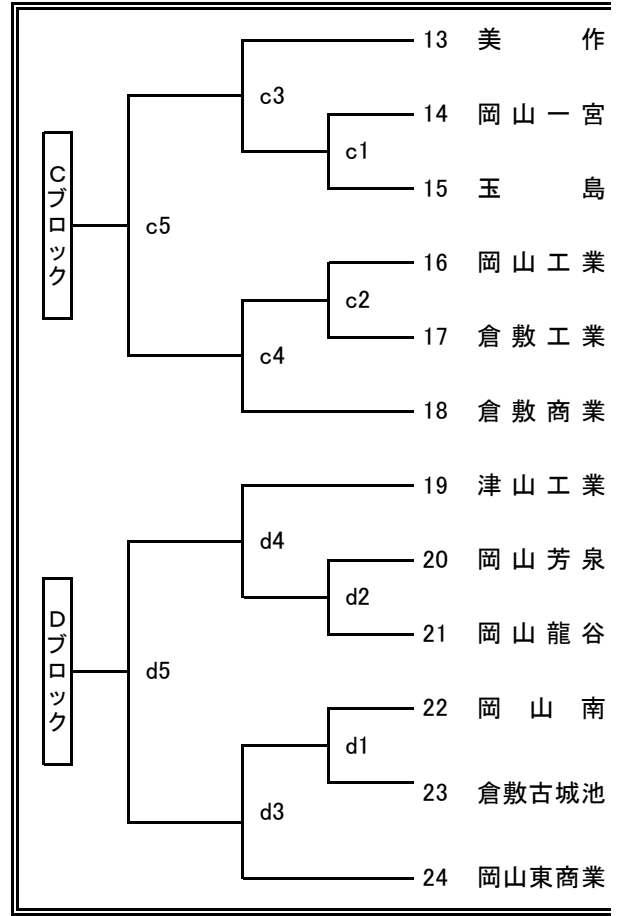 13 美作
c3
14 岡山一宮
c1
15 玉島
Cブロック
c5
16 岡山工業
c2
17 倉敷工業
c4
18 倉敷商業
19 津山工業
d4
20 岡山芳泉
d2
21 岡山龍谷
Dブロック
d5
22 岡山南
d1
23 倉敷古城池
d3
24 岡山東商業